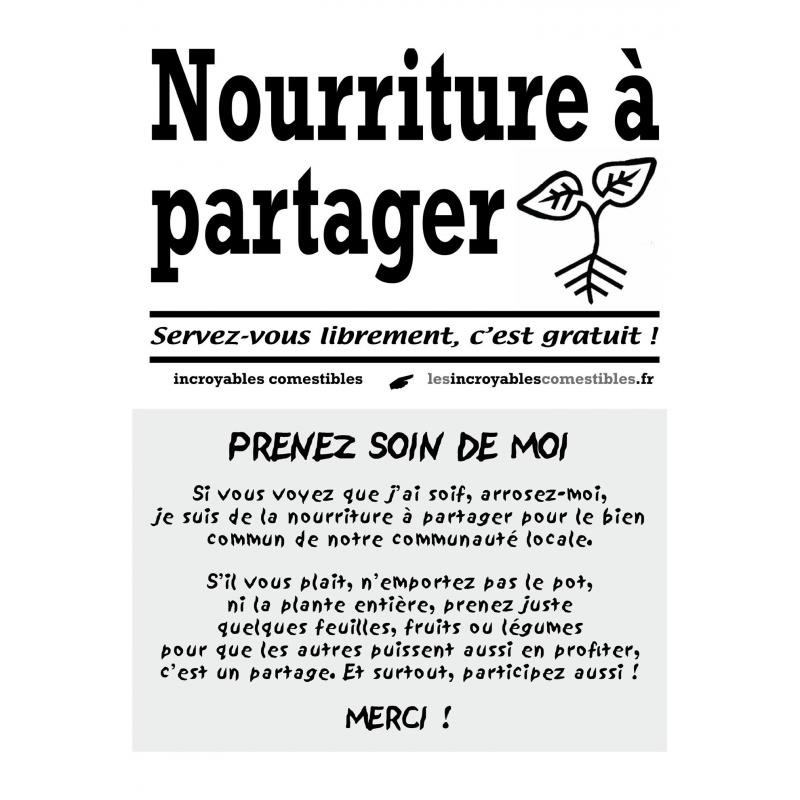 Nourriture à
partager
Servez-vous librement, c'est gratuit !
incroyables comestibles lesincroyablescomestibles.fr
PRENEZ SOIN DE MOI
Si vous voyez que j'ai soif, arrosez-moi,
je suis de la nourriture à partager pour le bien
commun de notre communauté locale.
S'il vous plait, n'emportez pas le pot,
ni la plante entière, prenez juste
quelques feuilles, fruits ou légumes
pour que les autres puissent aussi en profiter,
c'est un partage. Et surtout, participez aussi !
MERCI !